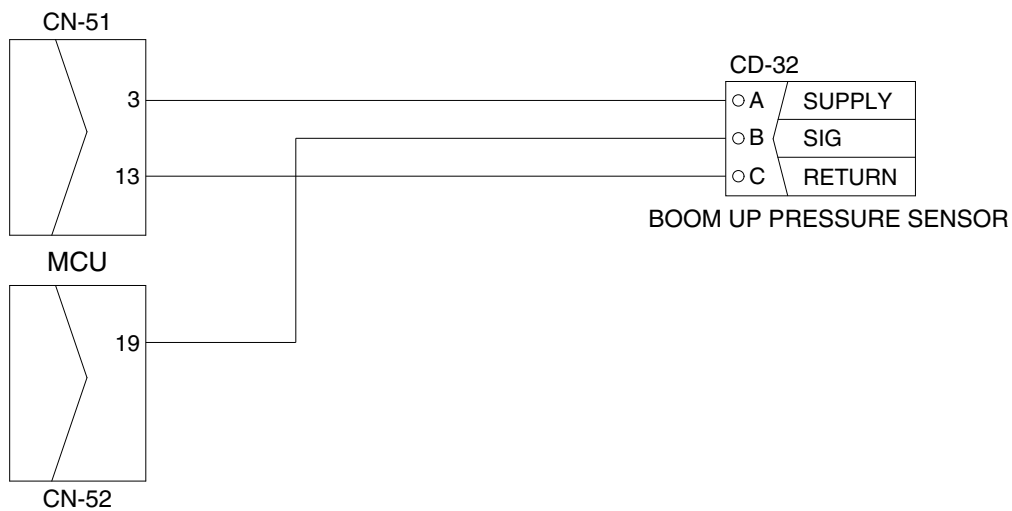 CN-51
3
13
MCU
19
CN-52
CD-32
A SUPPLY
B SIG
C RETURN
BOOM UP PRESSURE SENSOR